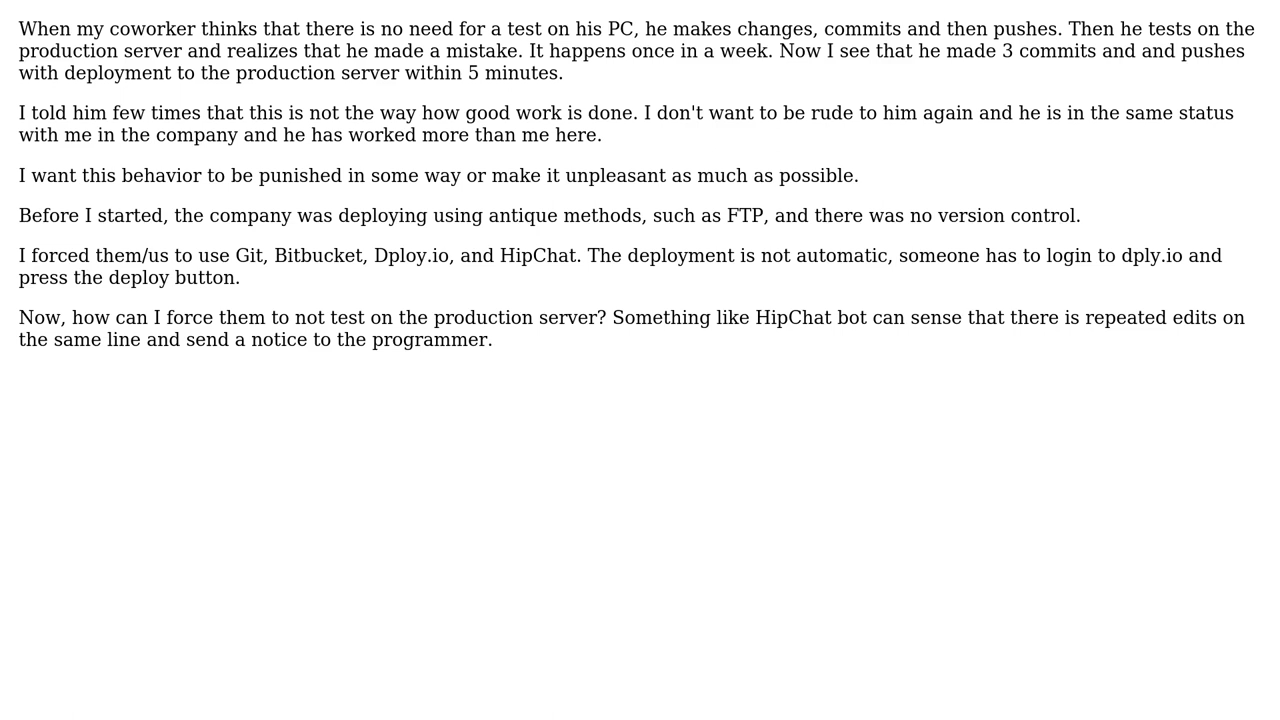 When my coworker thinks that there is no need for a test on his PC, he makes changes, commits and then pushes. Then he tests on the
production server and realizes that he made a mistake. It happens once in a week. Now I see that he made 3 commits and and pushes
with deployment to the production server within 5 minutes.
I told him few times that this is not the way how good work is done. I don't want to be rude to him again and he is in the same status
with me in the company and he has worked more than me here.
I want this behavior to be punished in some way or make it unpleasant as much as possible.
Before I started, the company was deploying using antique methods, such as FTP, and there was no version control.
I forced them/us to use Git, Bitbucket, Dploy.io, and HipChat. The deployment is not automatic, someone has to login to dply.io and
press the deploy button.
Now, how can I force them to not test on the production server? Something like HipChat bot can sense that there is repeated edits on
the same line and send a notice to the programmer.